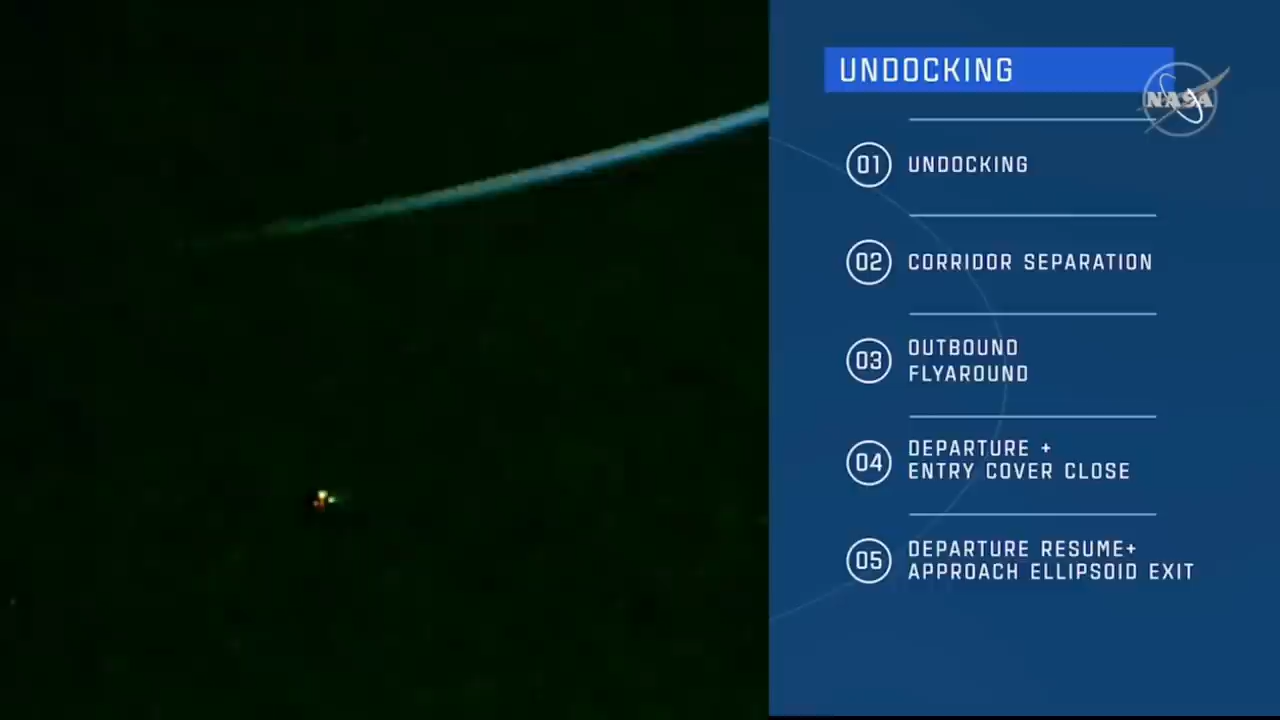 UNDOCKING
NASA
01 UNDOCKING
02 CORRIDOR SEPARATION
03 OUTBOUND
FLYAROUND
04 DEPARTURE +
ENTRY COVER CLOSE
05 DEPARTURE RESUME+
APPROACH ELLIPSOID EXIT